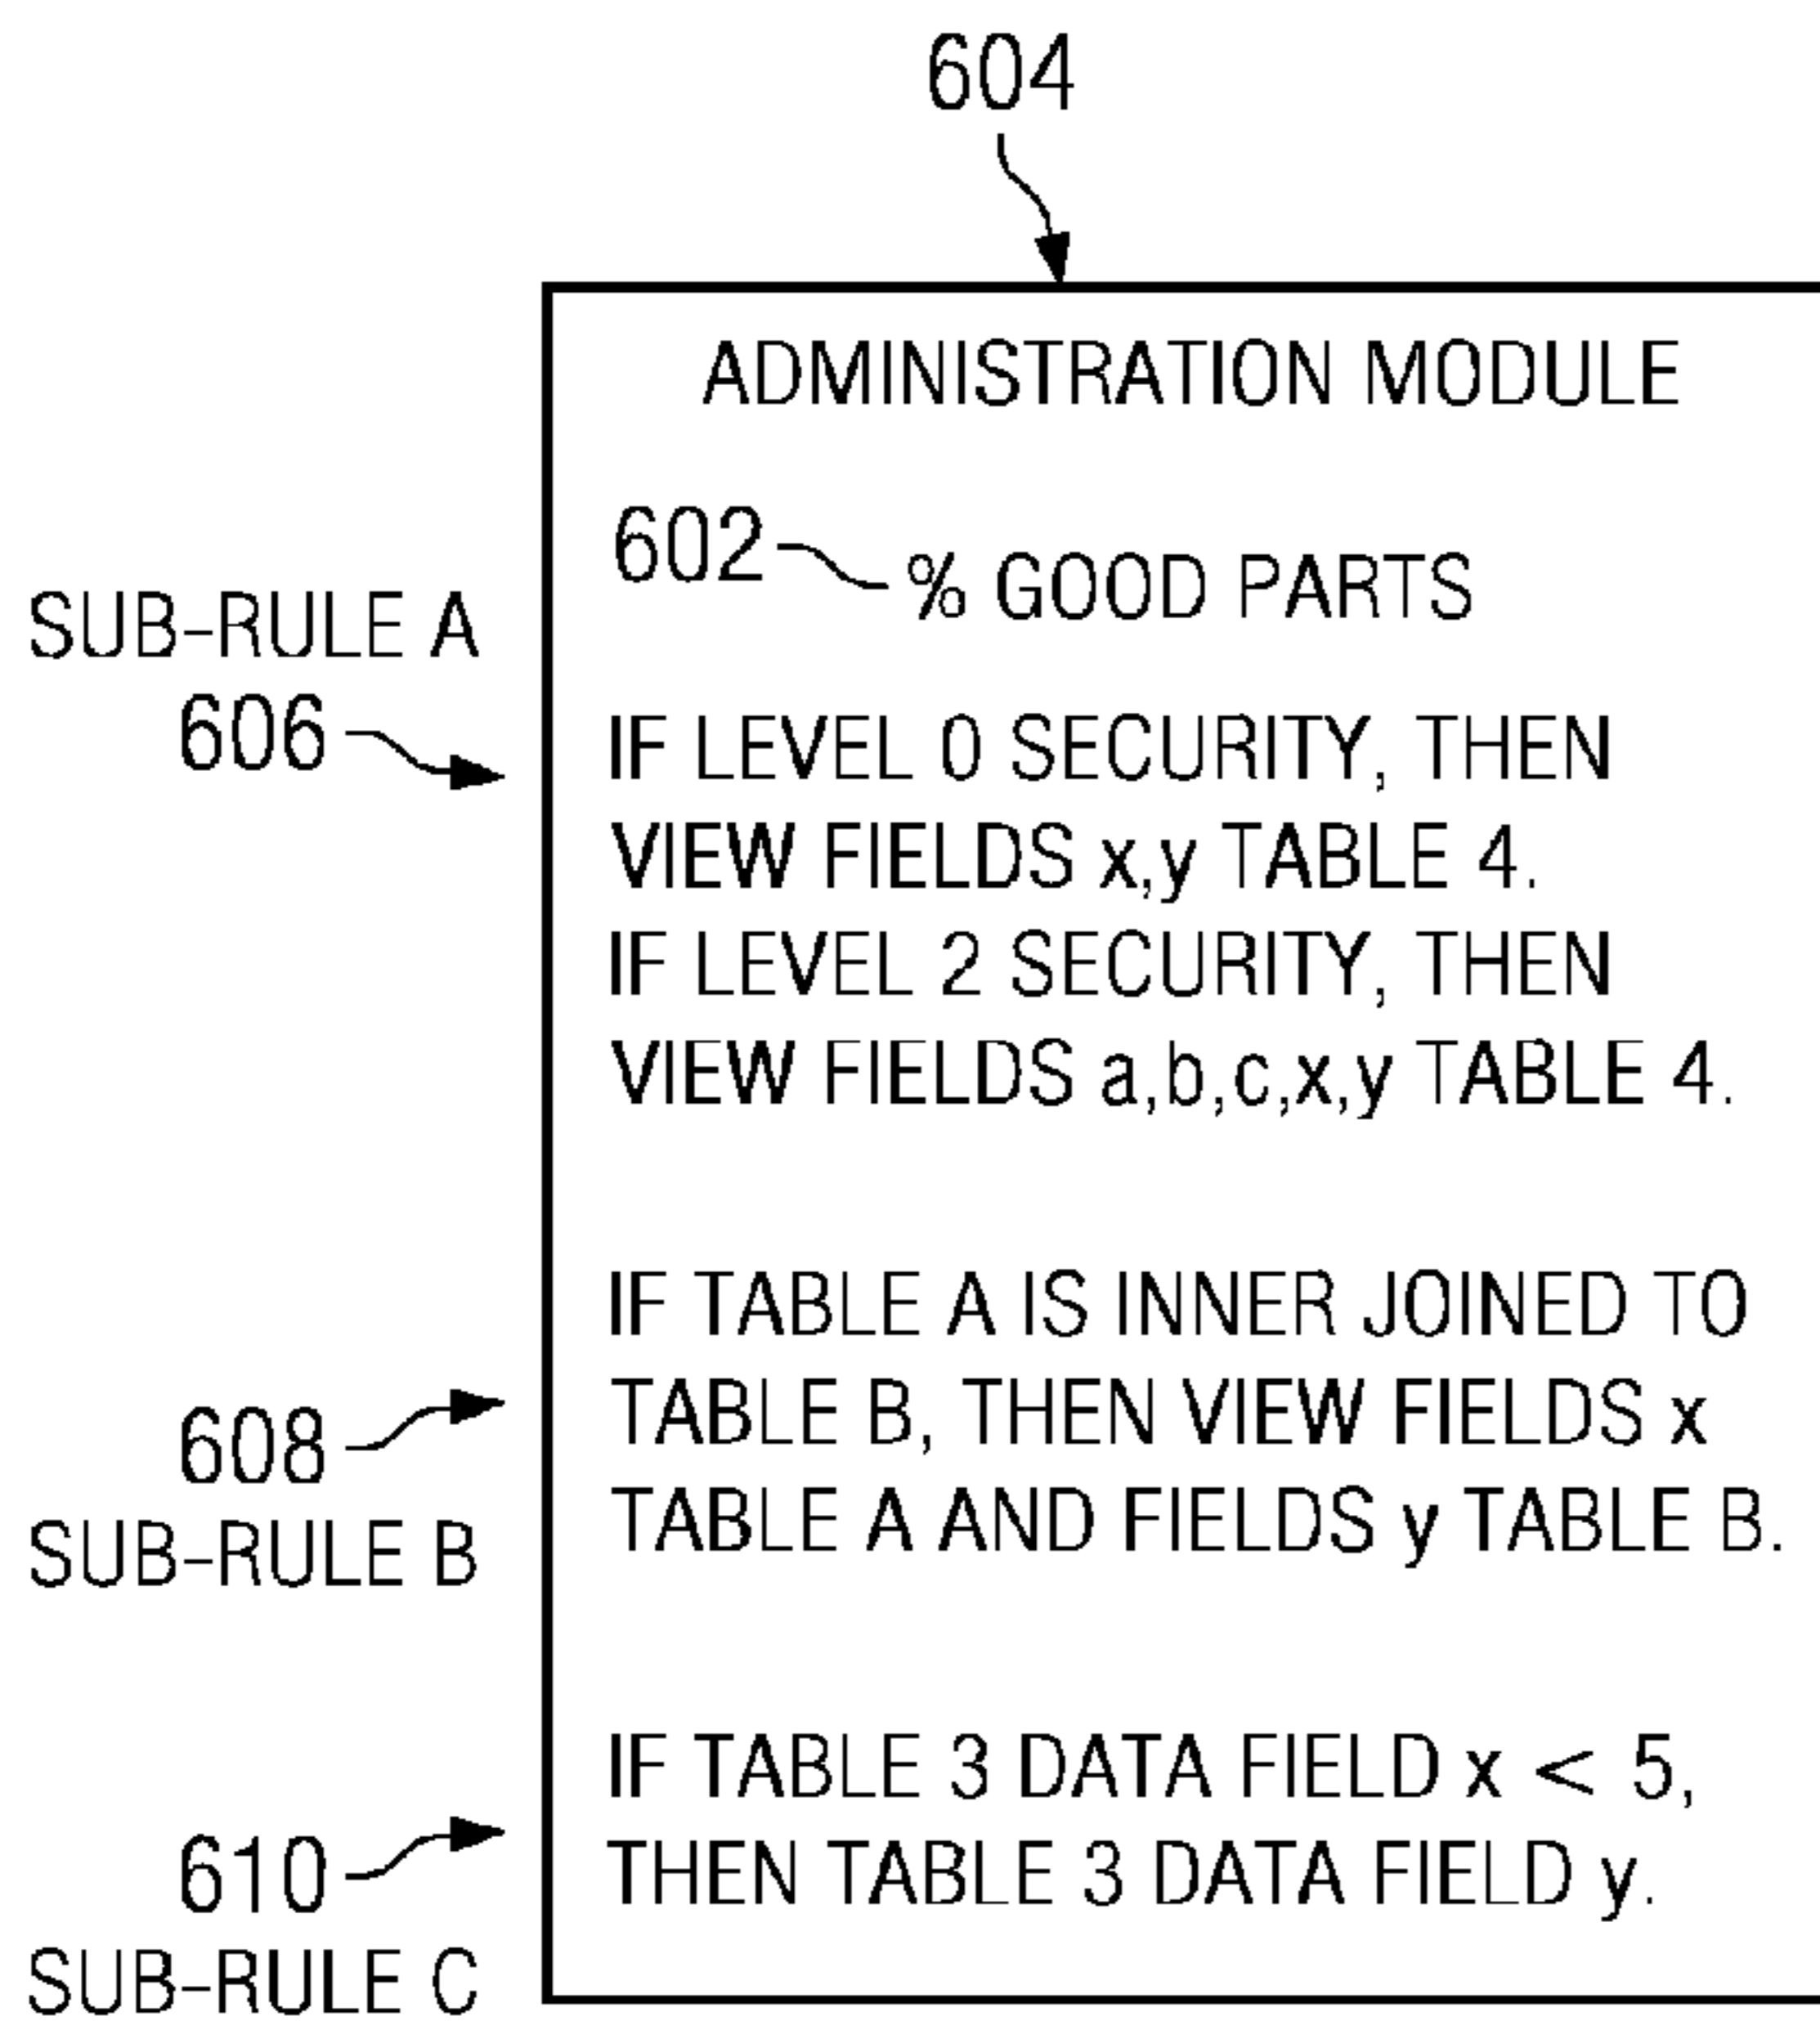 604
ADMINISTRATION MODULE
602
% GOOD PARTS
SUB-RULE A
606
IF LEVEL 0 SECURITY, THEN
VIEW FIELDS x,y TABLE 4.
IF LEVEL 2 SECURITY, THEN
VIEW FIELDS a,b,c,x,y TABLE 4.
IF TABLE A IS INNER JOINED TO
TABLE B, THEN VIEW FIELDS x
TABLE A AND FIELDS y TABLE B.
608
SUB-RULE B
IF TABLE 3 DATA FIELD x < 5,
THEN TABLE 3 DATA FIELD y.
610
SUB-RULE C